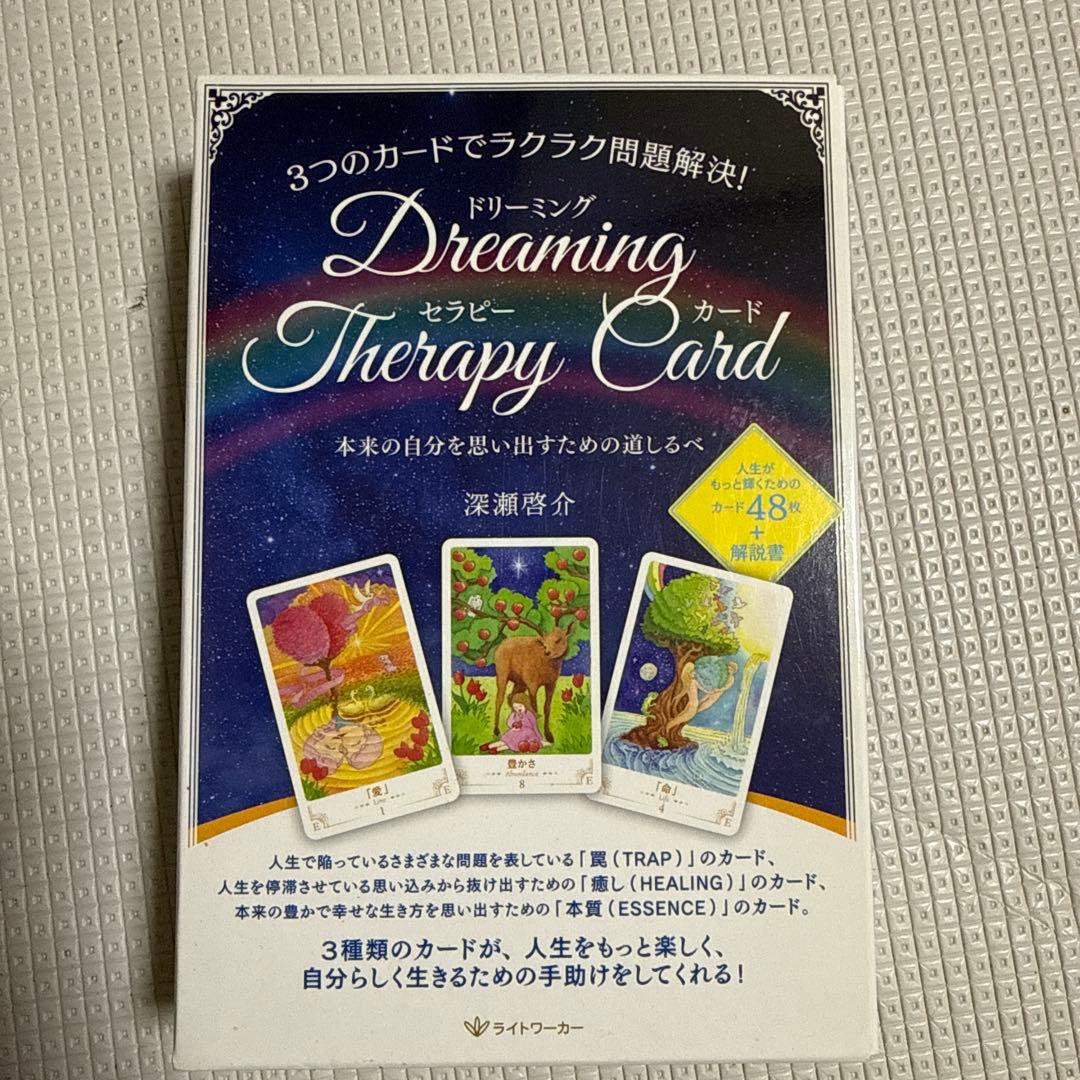 3つのカードでラクラク問題解決!
ドリーミング
Dreaming
セラピー カード
Therapy Card
本来の自分を思い出すための道しるべ
深瀬啓介
人生が
もっと輝くための
カード48枚
+
解説書
「愛」
Love
1
E
E
豊かさ
Abundance
8
E
「命」
Life
4
E
E
人生で陥っているさまざまな問題を表している「罠(TRAP)」のカード、
人生を停滞させている思い込みから抜け出すための「癒し(HEALING)」のカード、
本来の豊かで幸せな生き方を思い出すための「本質(ESSENCE)」のカード。
3種類のカードが、人生をもっと楽しく、
自分らしく生きるための手助けをしてくれる!
ライトワーカー